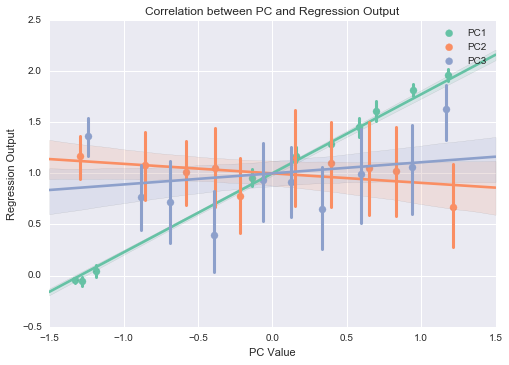 Correlation between PC and Regression Output
2.5
2.0
1.5
1.0
0.5
0.0
−0.5
Regression Output
PC1
PC2
PC3
−1.5 −1.0 −0.5 0.0 0.5 1.0 1.5
PC Value